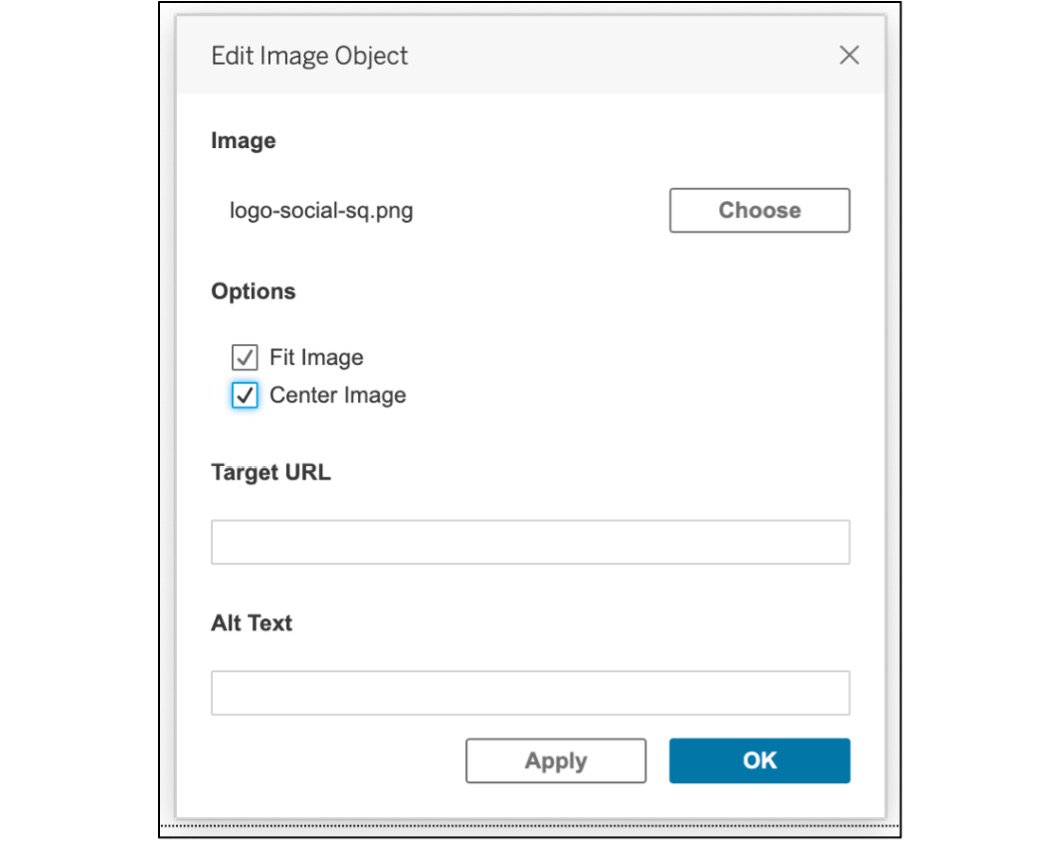 Edit Image Object
Image
logo-social-sq.png
Choose
Options
Fit Image
Center Image
Target URL
Alt Text
Apply
OK